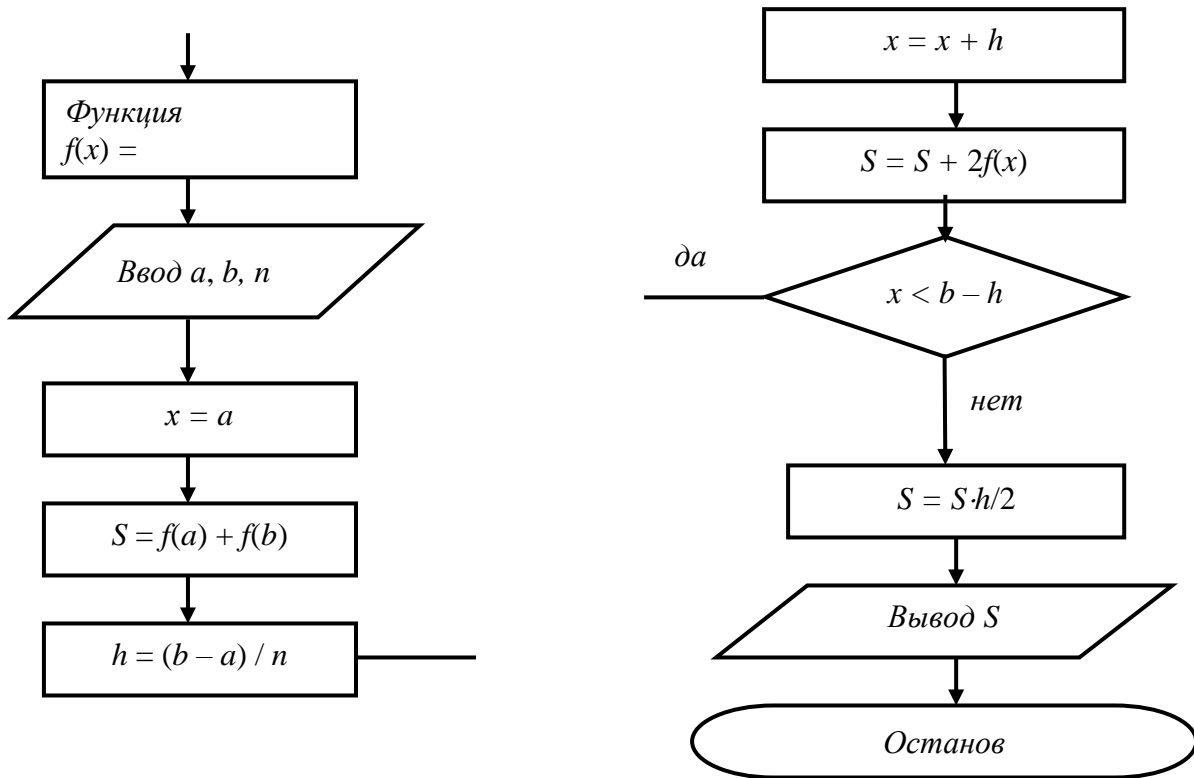 Функция
f(x) =
Ввод a, b, n
x = a
S = f(a) + f(b)
h = (b – a) / n
x = x + h
S = S + 2f(x)
да
x < b – h
нет
S = S·h/2
Вывод S
Останов